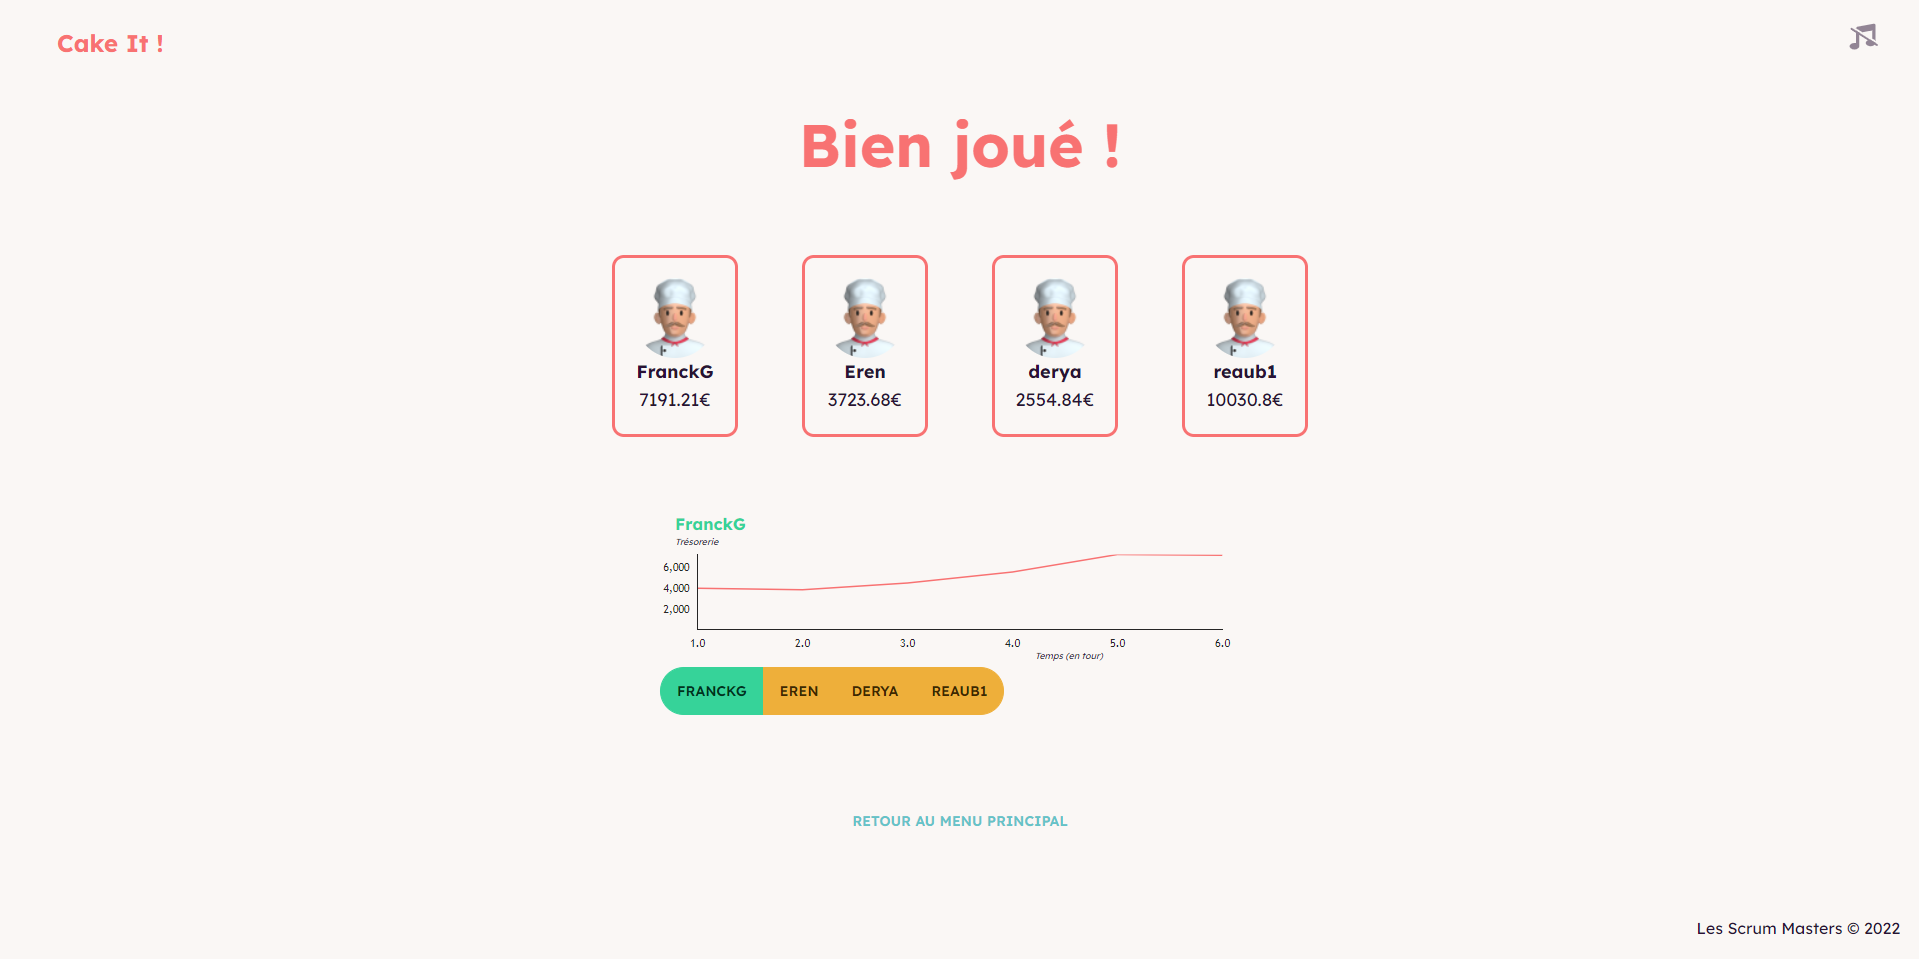 Cake It !
Bien joué !
FranckG Eren derya reaub1
7191.21€ 3723.68€ 2554.84€ 10030.8€
FranckG
Trésorerie
6,000
4,000
2,000
1.0 2.0 3.0 4.0 5.0 6.0
Temps (en tour)
FRANCKG EREN DERYA REAUB1
RETOUR AU MENU PRINCIPAL
Les Scrum Masters © 2022